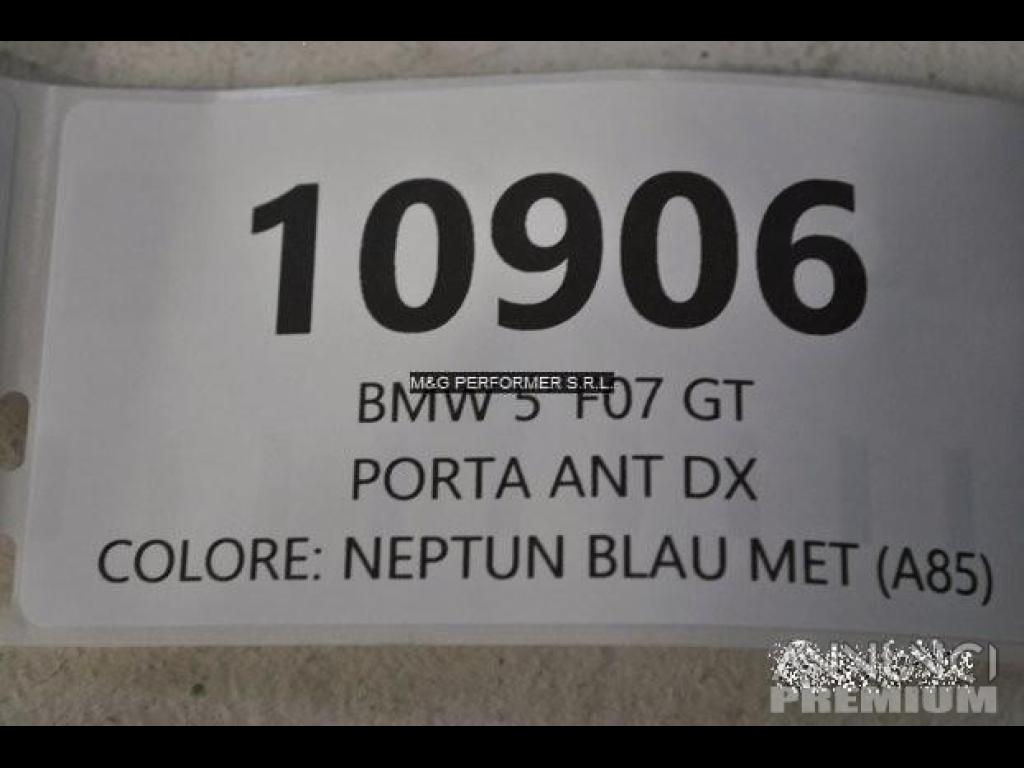 10906
M&G PERFORMER S.R.L.
BMW 5 F07 GT
PORTA ANT DX
COLORE: NEPTUN BLAU MET (A85)
PREMIUM